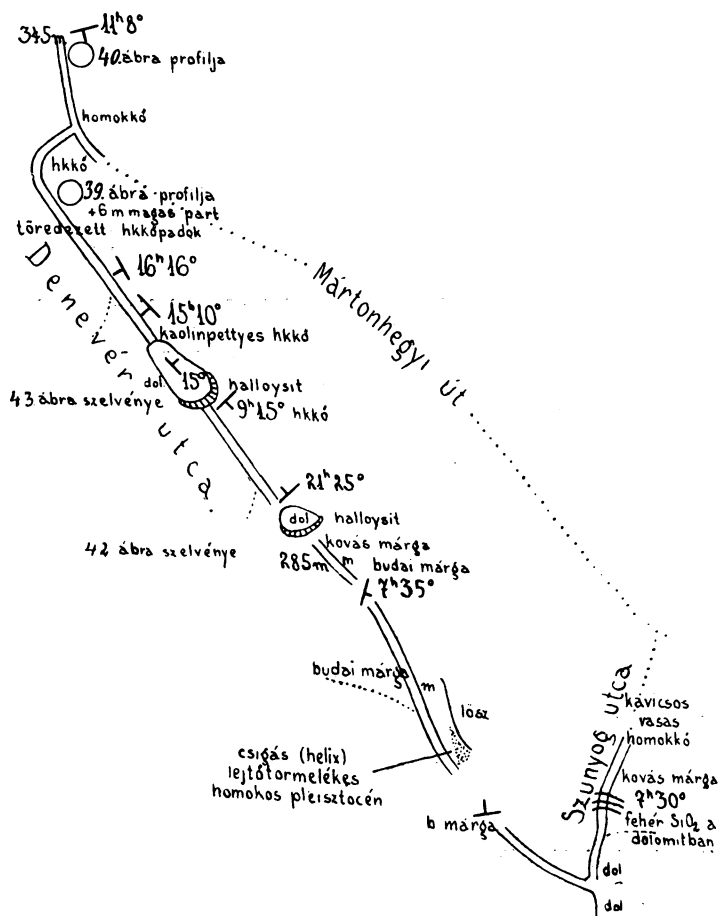 11ʰ8°
345m
40.ábra profilja
homokkő
hkkő
39.ábra profilja
+6 m magas part
töredezett hkkőpadok
16ʰ16°
Denevér utca.
Mártonhegyi út
15ʰ10°
kaolinpettyes hkkő
dol
15°
halloysit
43.ábra szelvénye
9ʰ15° hkkő
21ʰ25°
dol
halloysit
42 ábra szelvénye
kovás márga
285m
m
budai márga
7ʰ35°
budai márga
m
lösz
csigás (helix)
lejtőtörmelékes
homokos pleisztocén
b márga
Szunyog utca
kavicsos
vasas
homokkő
kovás márga
7ʰ30°
fehér SiO₂ a
dolomitban
dol
dol